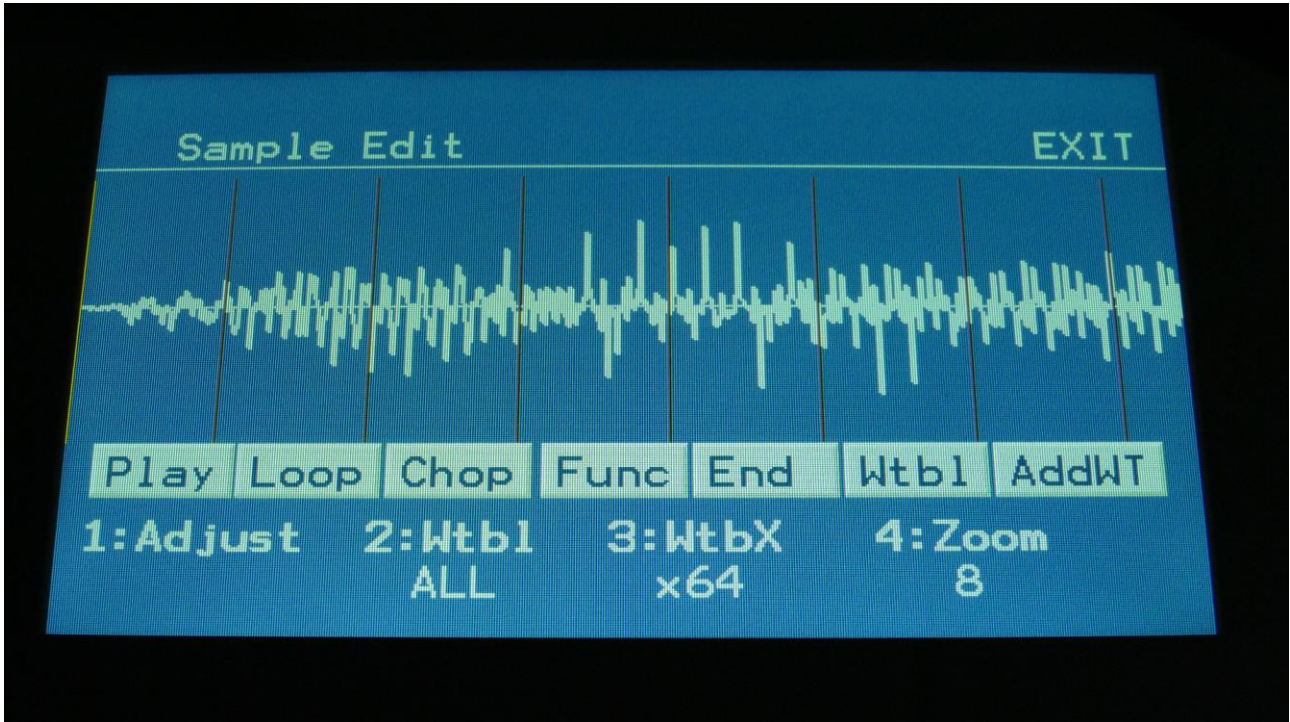 Sample Edit EXIT
Play Loop Chop Func End Wtbl AddWT
1:Adjust 2:Wtbl 3:WtbX 4:Zoom
ALL x64 8